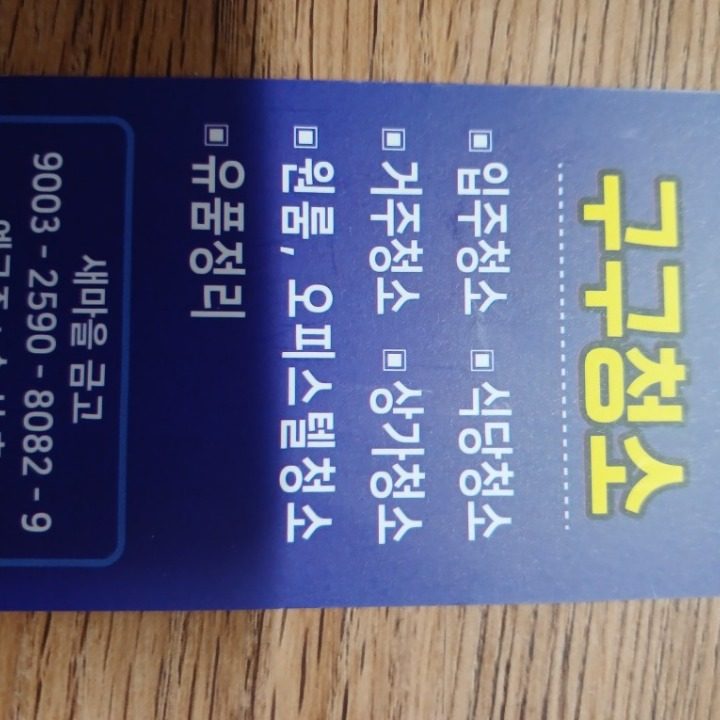 구구청소
▣ 입주청소 ▣ 식당청소
▣ 거주청소 ▣ 상가청소
▣ 원룸, 오피스텔청소
▣ 유품정리
새마을 금고
9003 - 2590 - 8082 - 9